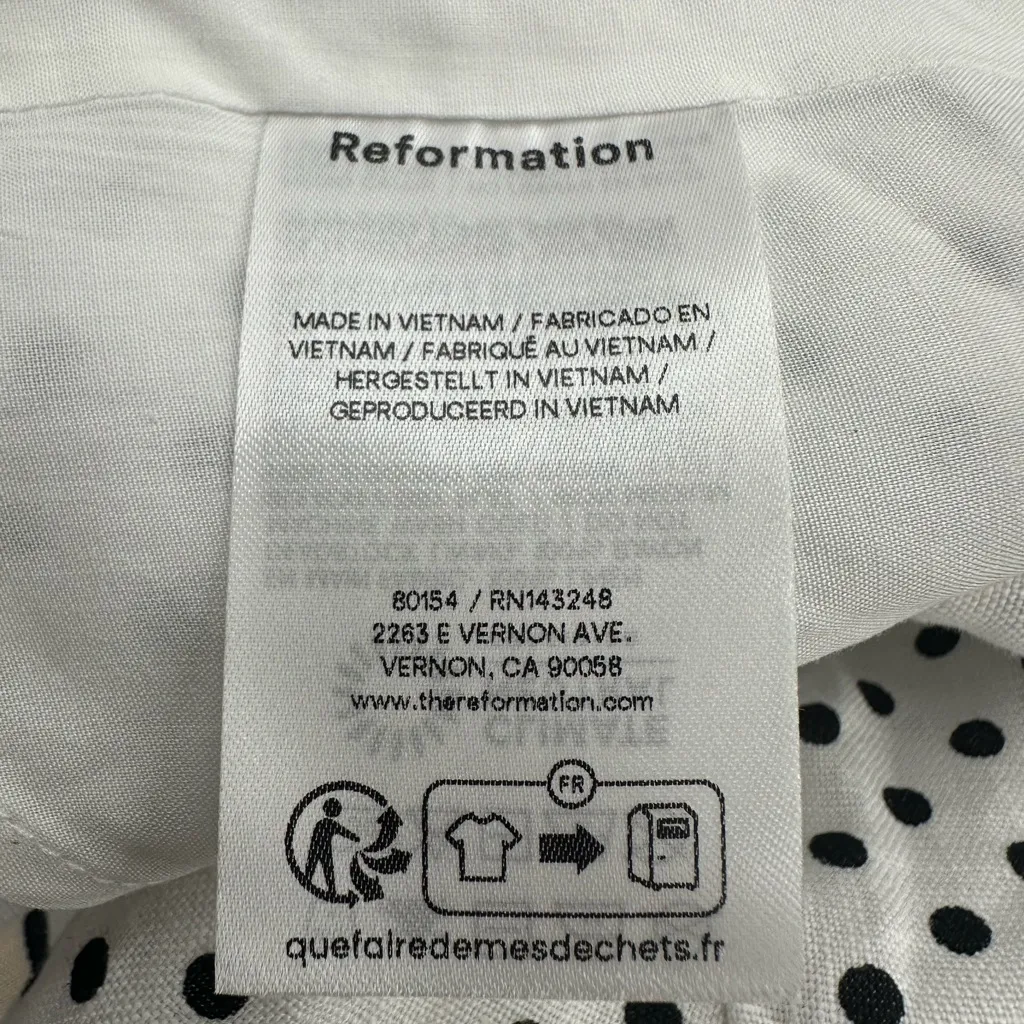 Reformation
MADE IN VIETNAM / FABRICADO EN
VIETNAM / FABRIQUÉ AU VIETNAM /
HERGESTELLT IN VIETNAM /
GEPRODUCEERD IN VIETNAM
80154 / RN143248
2263 E VERNON AVE.
VERNON, CA 90058
www.thereformation.com
FR
quefairedemesdechets.fr